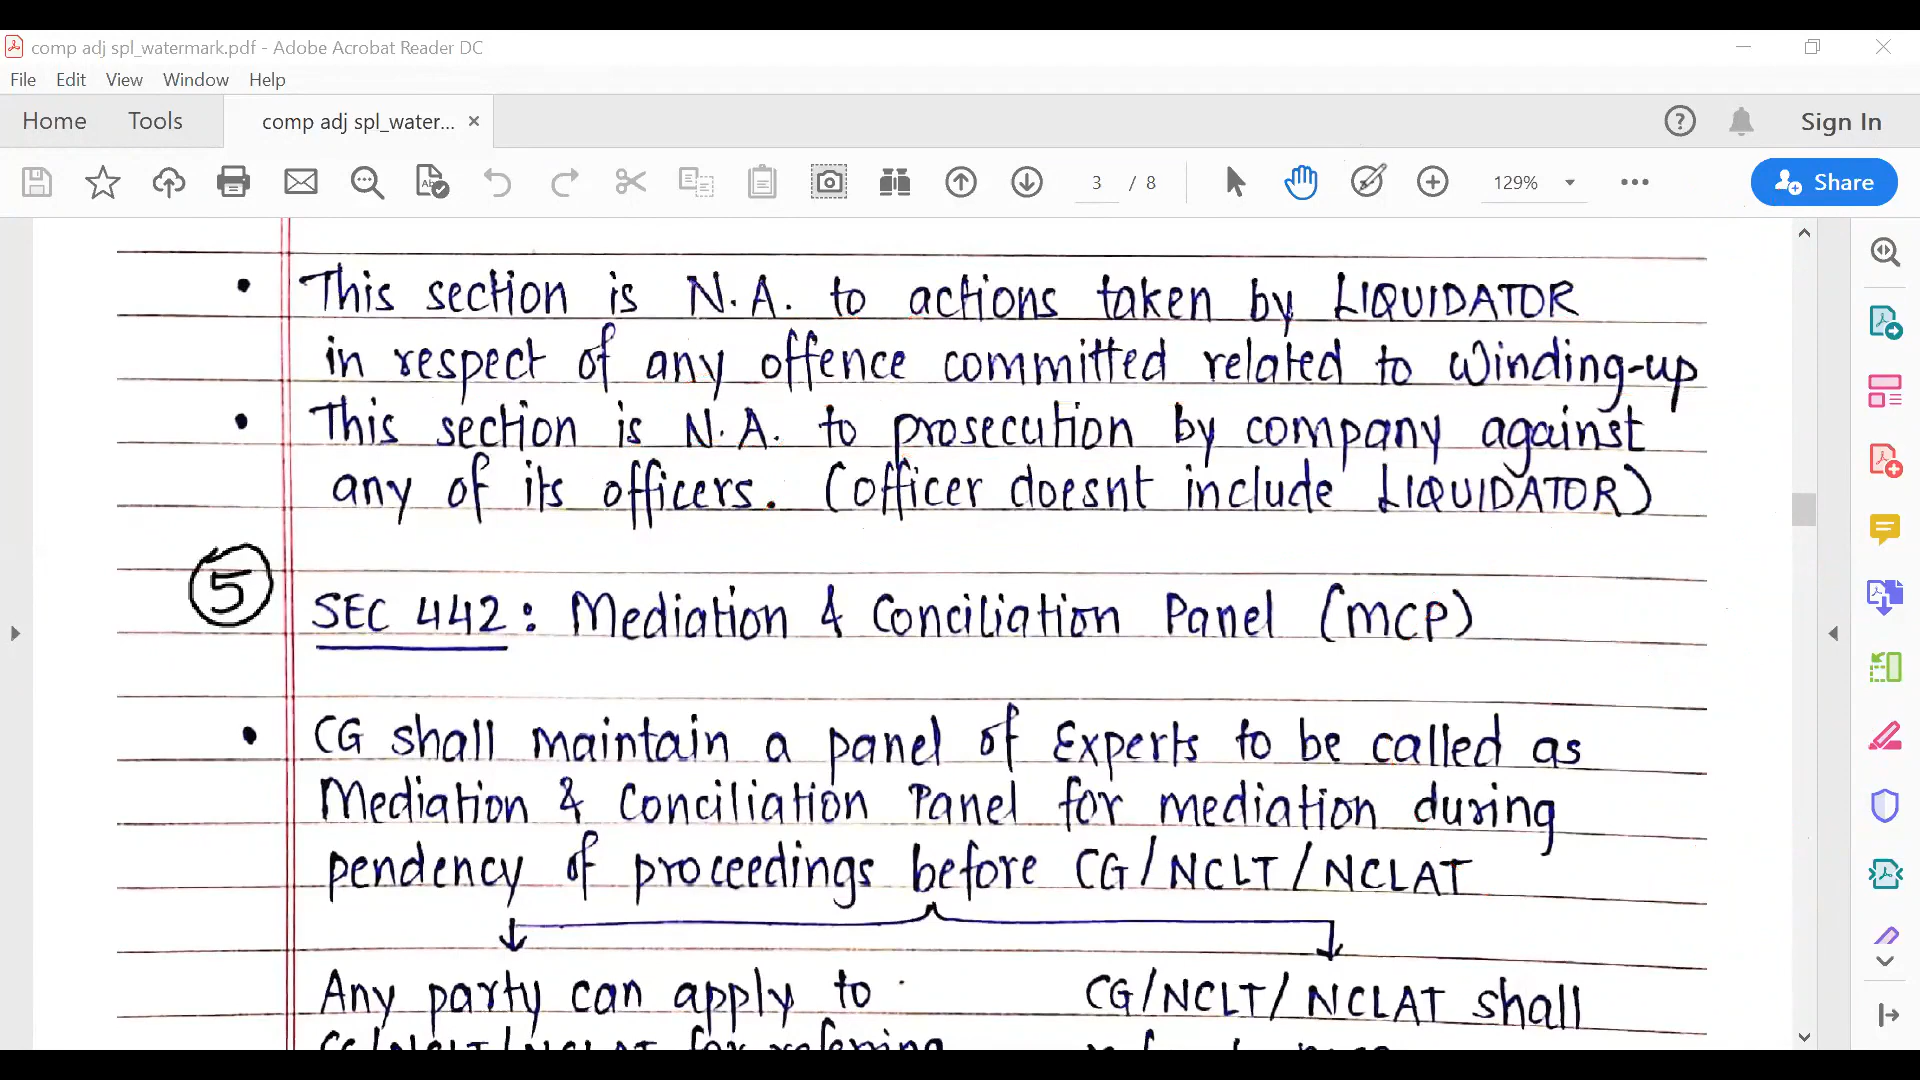 comp adj spl_watermark.pdf - Adobe Acrobat Reader DC
File Edit View Window Help
Home Tools comp adj spl_water... × Sign In
3 / 8 129% Share
• This section is N.A. to actions taken by LIQUIDATOR
in respect of any offence committed related to Winding-up
• This section is N.A. to prosecution by company against
any of its officers. (officer doesnt include LIQUIDATOR)
5
SEC 442: Mediation & Conciliation Panel (MCP)
• CG shall maintain a panel of Experts to be called as
Mediation & Conciliation Panel for mediation during
pendency of proceedings before CG/NCLT/NCLAT
Any party can apply to CG/NCLT/NCLAT shall
CG/NCLT/NCLAT for refering